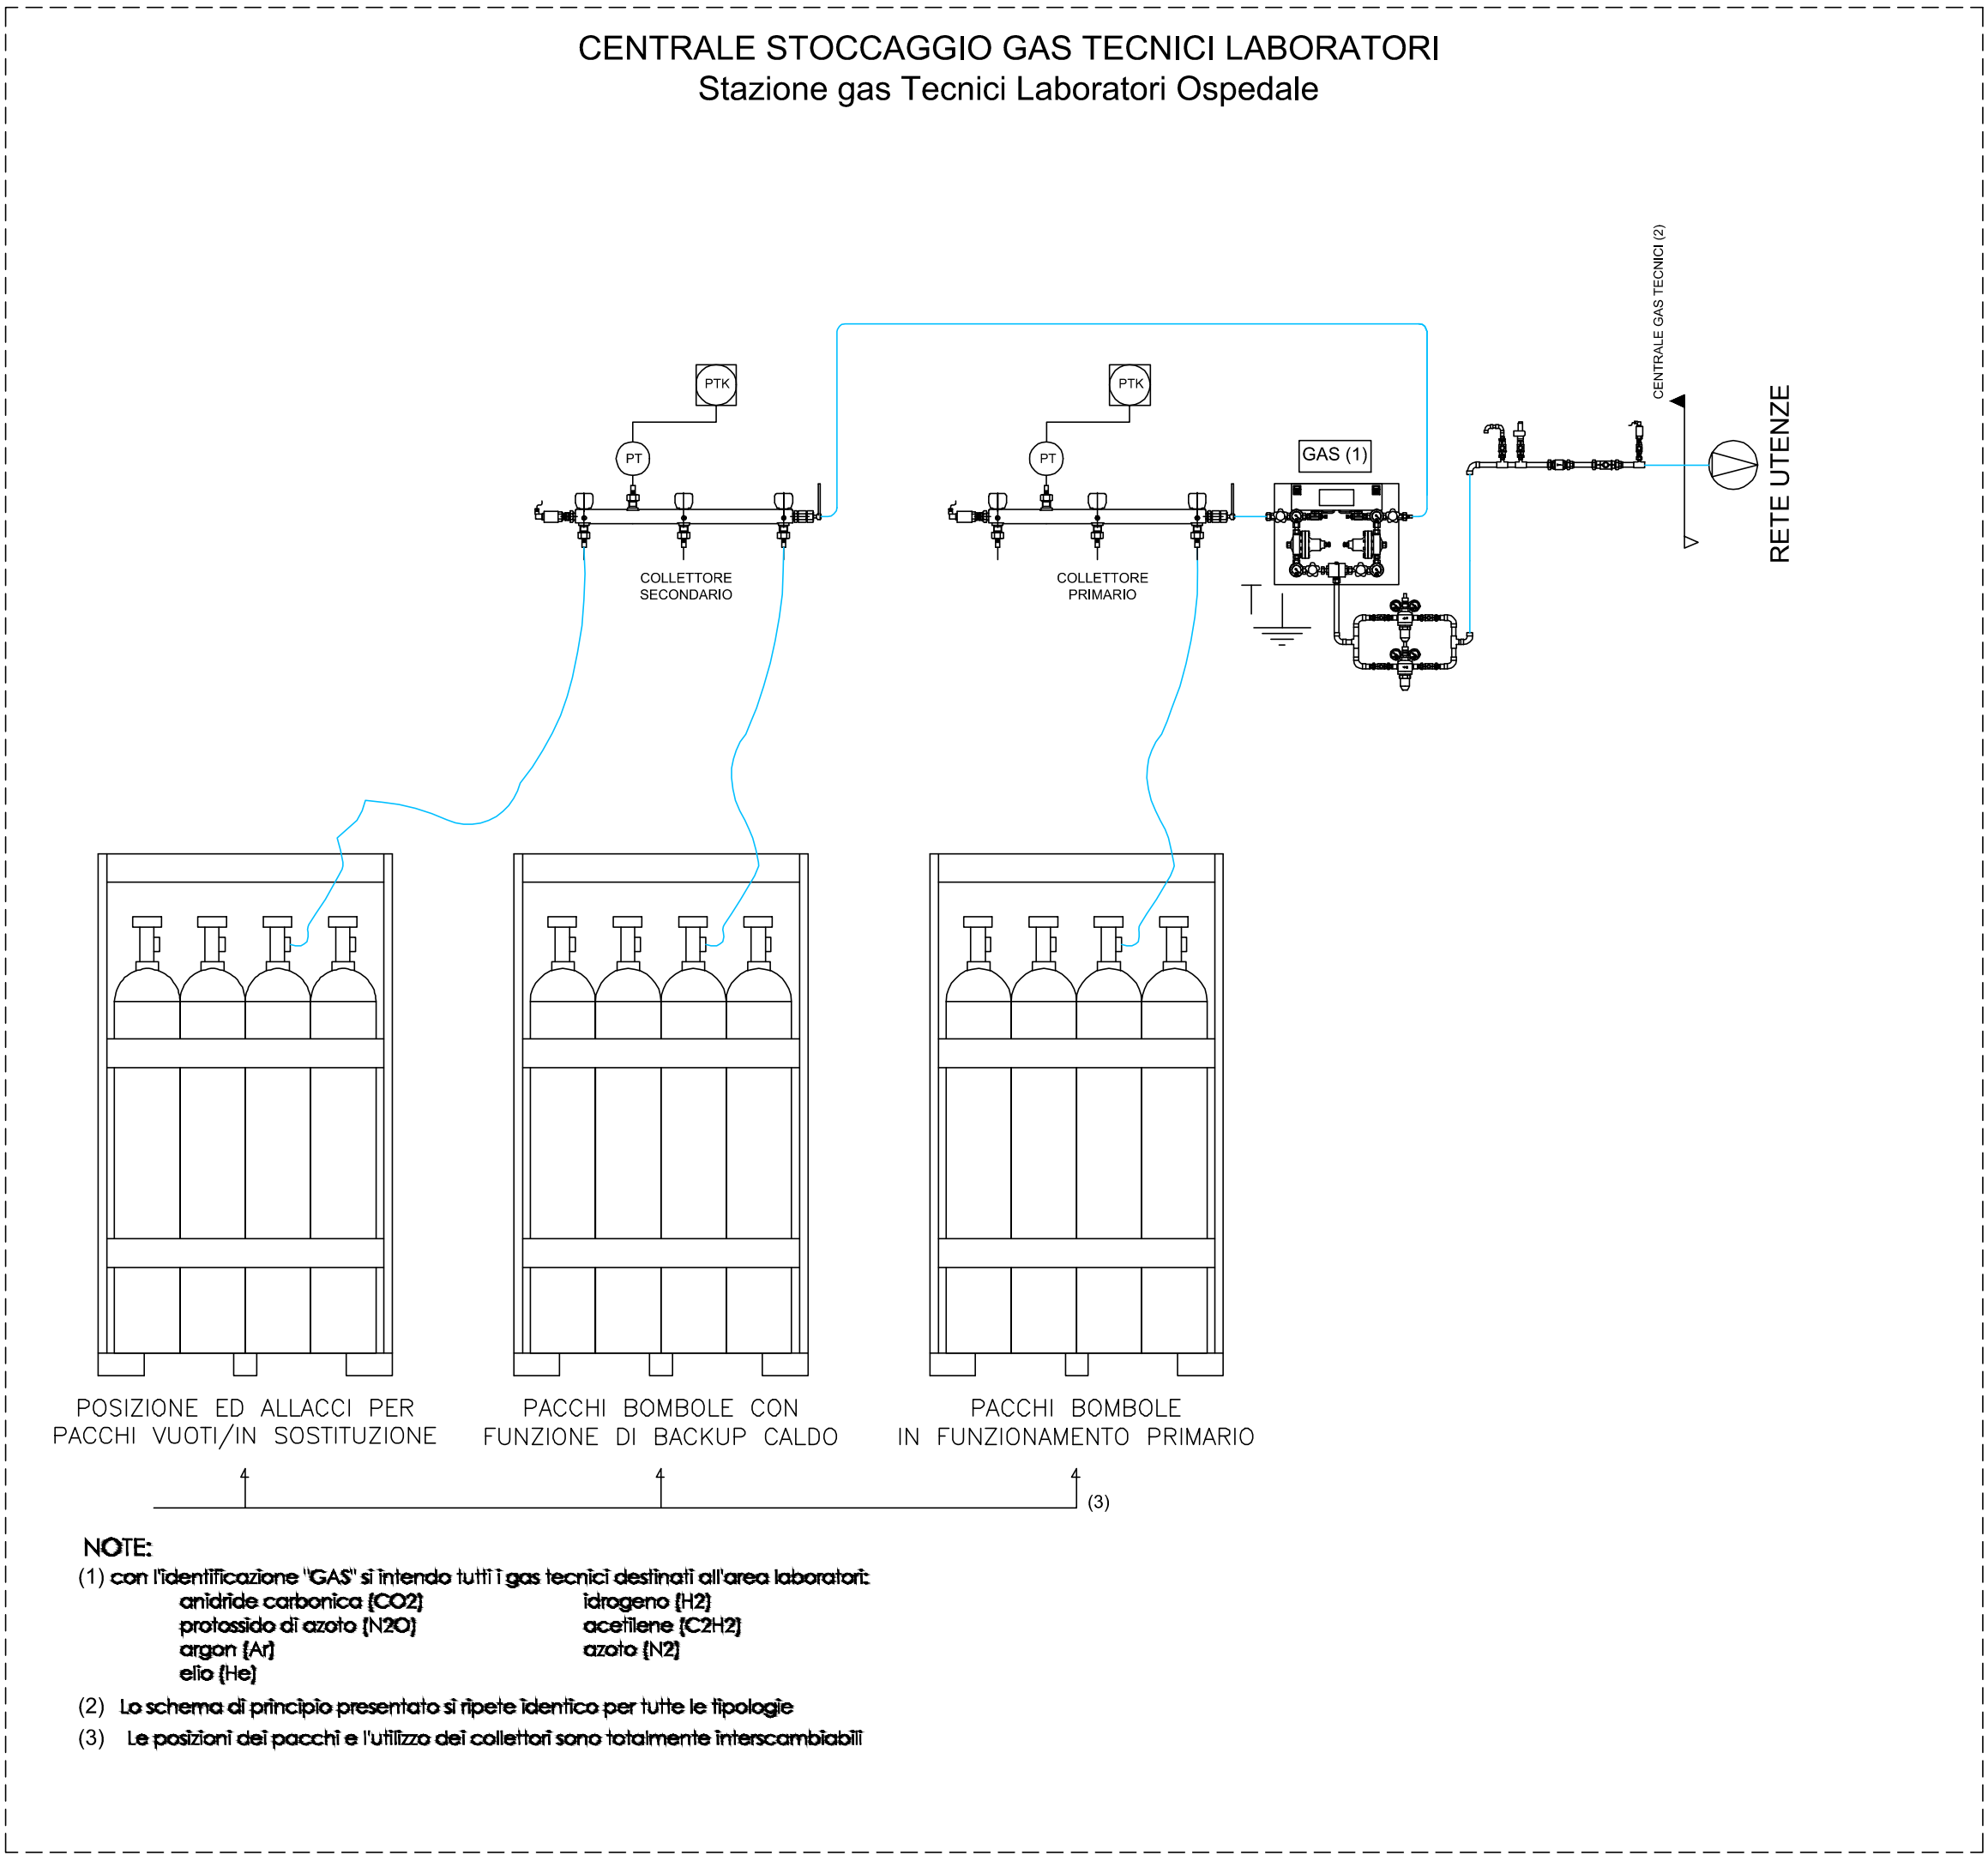 CENTRALE STOCCAGGIO GAS TECNICI LABORATORI
Stazione gas Tecnici Laboratori Ospedale
CENTRALE GAS TECNICI (2)
RETE UTENZE
PTK
PTK
PT
PT
GAS (1)
COLLETTORE
SECONDARIO
COLLETTORE
PRIMARIO
POSIZIONE ED ALLACCI PER
PACCHI VUOTI/IN SOSTITUZIONE
PACCHI BOMBOLE CON
FUNZIONE DI BACKUP CALDO
PACCHI BOMBOLE
IN FUNZIONAMENTO PRIMARIO
4
4
4
(3)
NOTE:
(1) con l'identificazione "GAS" si intendo tutti i gas tecnici destinati all'area laboratori:
anidride carbonica (CO2) idrogeno (H2)
protossido di azoto (N2O) acetilene (C2H2)
argon (Ar) azoto (N2)
elio (He)
(2) Lo schema di principio presentato si ripete identico per tutte le tipologie
(3) Le posizioni dei pacchi e l'utilizzo dei collettori sono totalmente interscambiabili